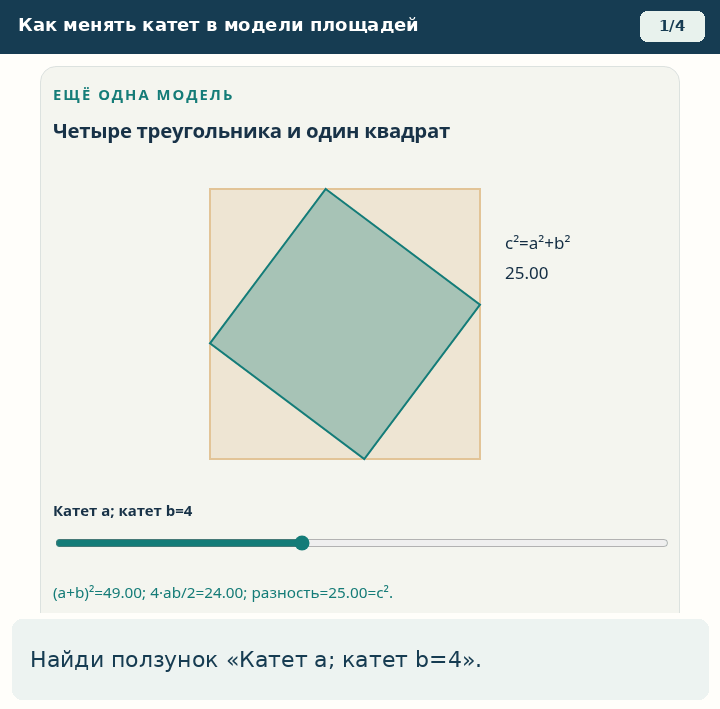 Как менять катет в модели площадей
1/4
ЕЩЁ ОДНА МОДЕЛЬ
Четыре треугольника и один квадрат
c²=a²+b²
25.00
Катет a; катет b=4
(a+b)²=49.00; 4·ab/2=24.00; разность=25.00=c².
Найди ползунок «Катет a; катет b=4».